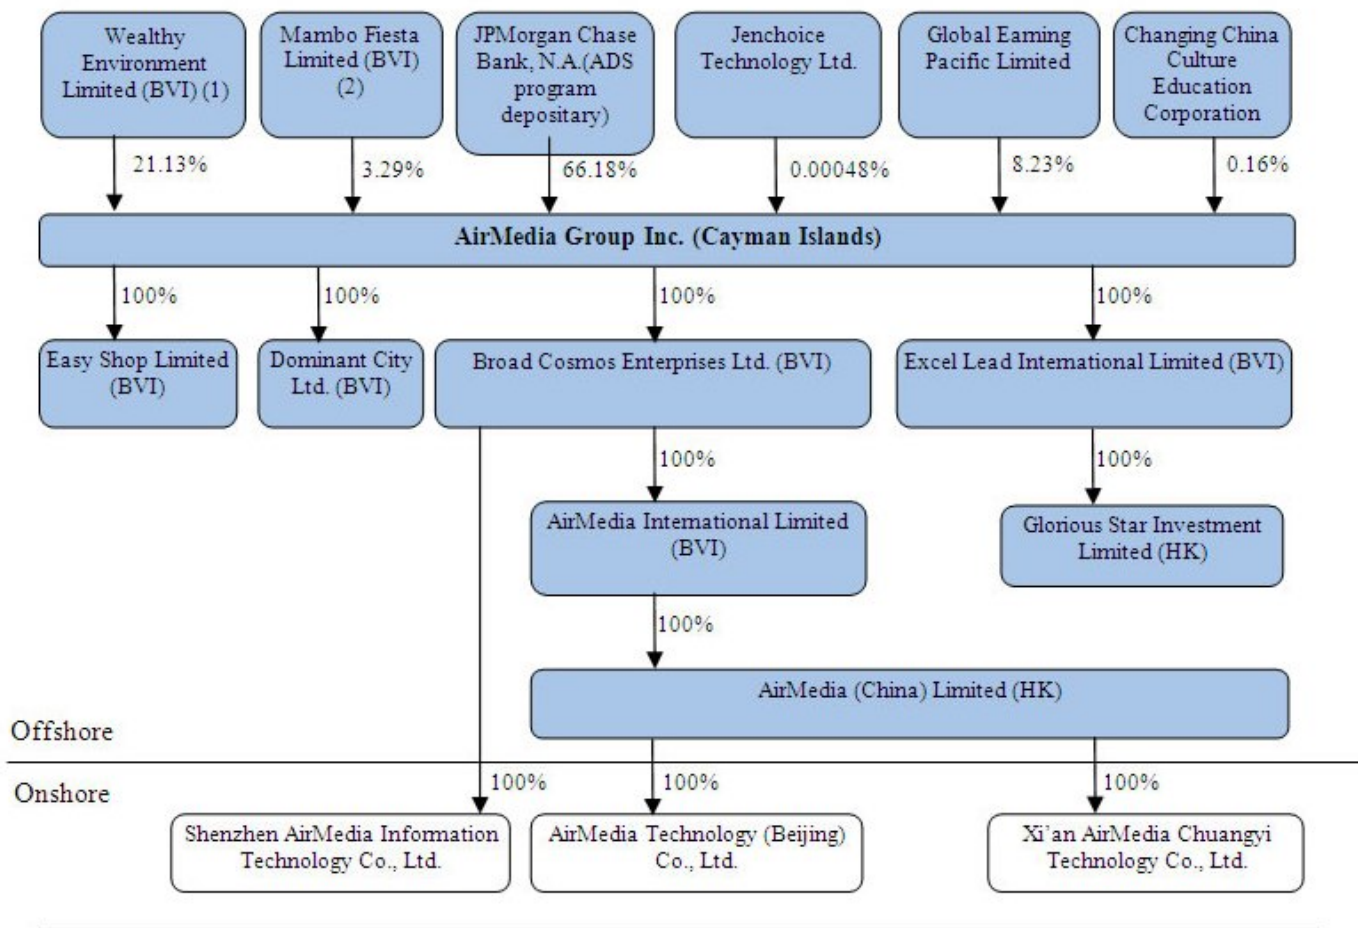 Wealthy
Environment
Limited (BVI) (1)
Mambo Fiesta
Limited (BVI)
(2)
JPMorgan Chase
Bank, N.A.(ADS
program
depositary)
Jenchoice
Technology Ltd.
Global Earning
Pacific Limited
Changing China
Culture
Education
Corporation
21.13%
3.29%
66.18%
0.00048%
8.23%
0.16%
AirMedia Group Inc. (Cayman Islands)
100%
100%
100%
100%
Easy Shop Limited
(BVI)
Dominant City
Ltd. (BVI)
Broad Cosmos Enterprises Ltd. (BVI)
Excel Lead International Limited (BVI)
100%
100%
AirMedia International Limited
(BVI)
Glorious Star Investment
Limited (HK)
100%
AirMedia (China) Limited (HK)
Offshore
Onshore
100%
100%
100%
Shenzhen AirMedia Information
Technology Co., Ltd.
AirMedia Technology (Beijing)
Co., Ltd.
Xi’an AirMedia Chuangyi
Technology Co., Ltd.